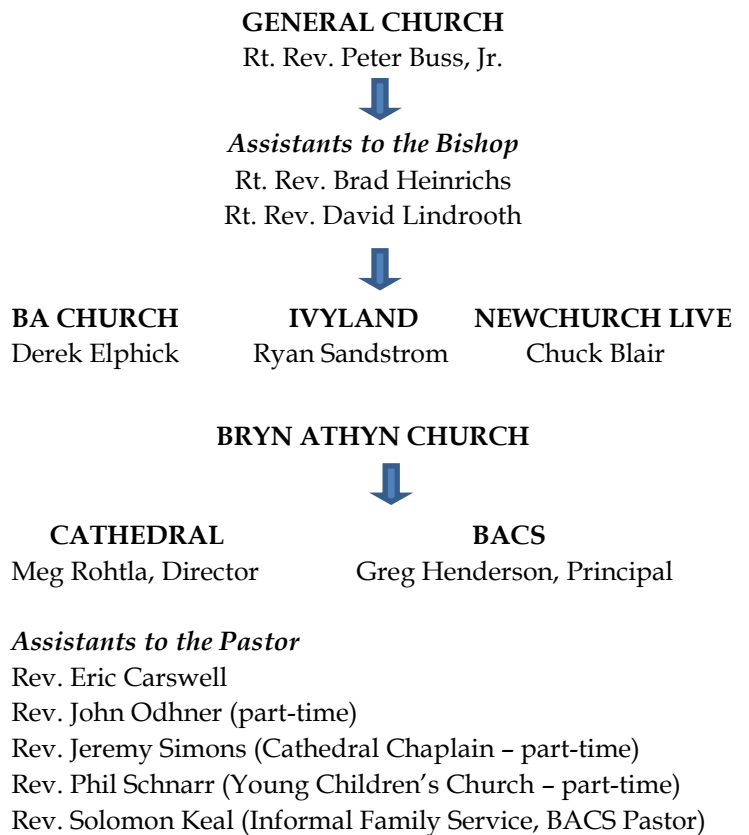 GENERAL CHURCH
Rt. Rev. Peter Buss, Jr.
Assistants to the Bishop
Rt. Rev. Brad Heinrichs
Rt. Rev. David Lindrooth
BA CHURCH IVYLAND NEWCHURCH LIVE
Derek Elphick Ryan Sandstrom Chuck Blair
BRYN ATHYN CHURCH
CATHEDRAL BACS
Meg Rohtla, Director Greg Henderson, Principal
Assistants to the Pastor
Rev. Eric Carswell
Rev. John Odhner (part-time)
Rev. Jeremy Simons (Cathedral Chaplain – part-time)
Rev. Phil Schnarr (Young Children’s Church – part-time)
Rev. Solomon Keal (Informal Family Service, BACS Pastor)